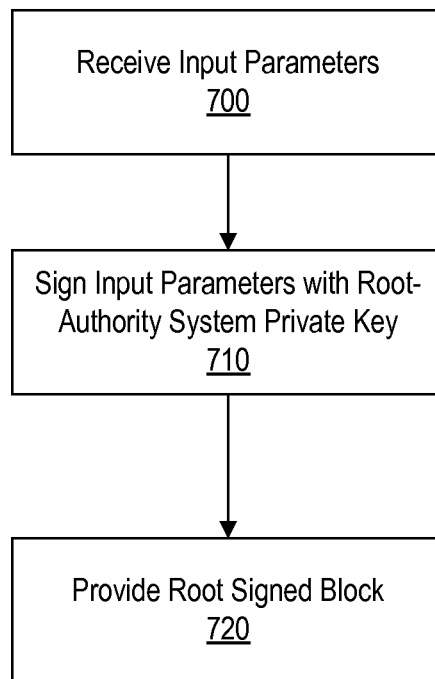 Receive Input Parameters
700
Sign Input Parameters with Root-
Authority System Private Key
710
Provide Root Signed Block
720